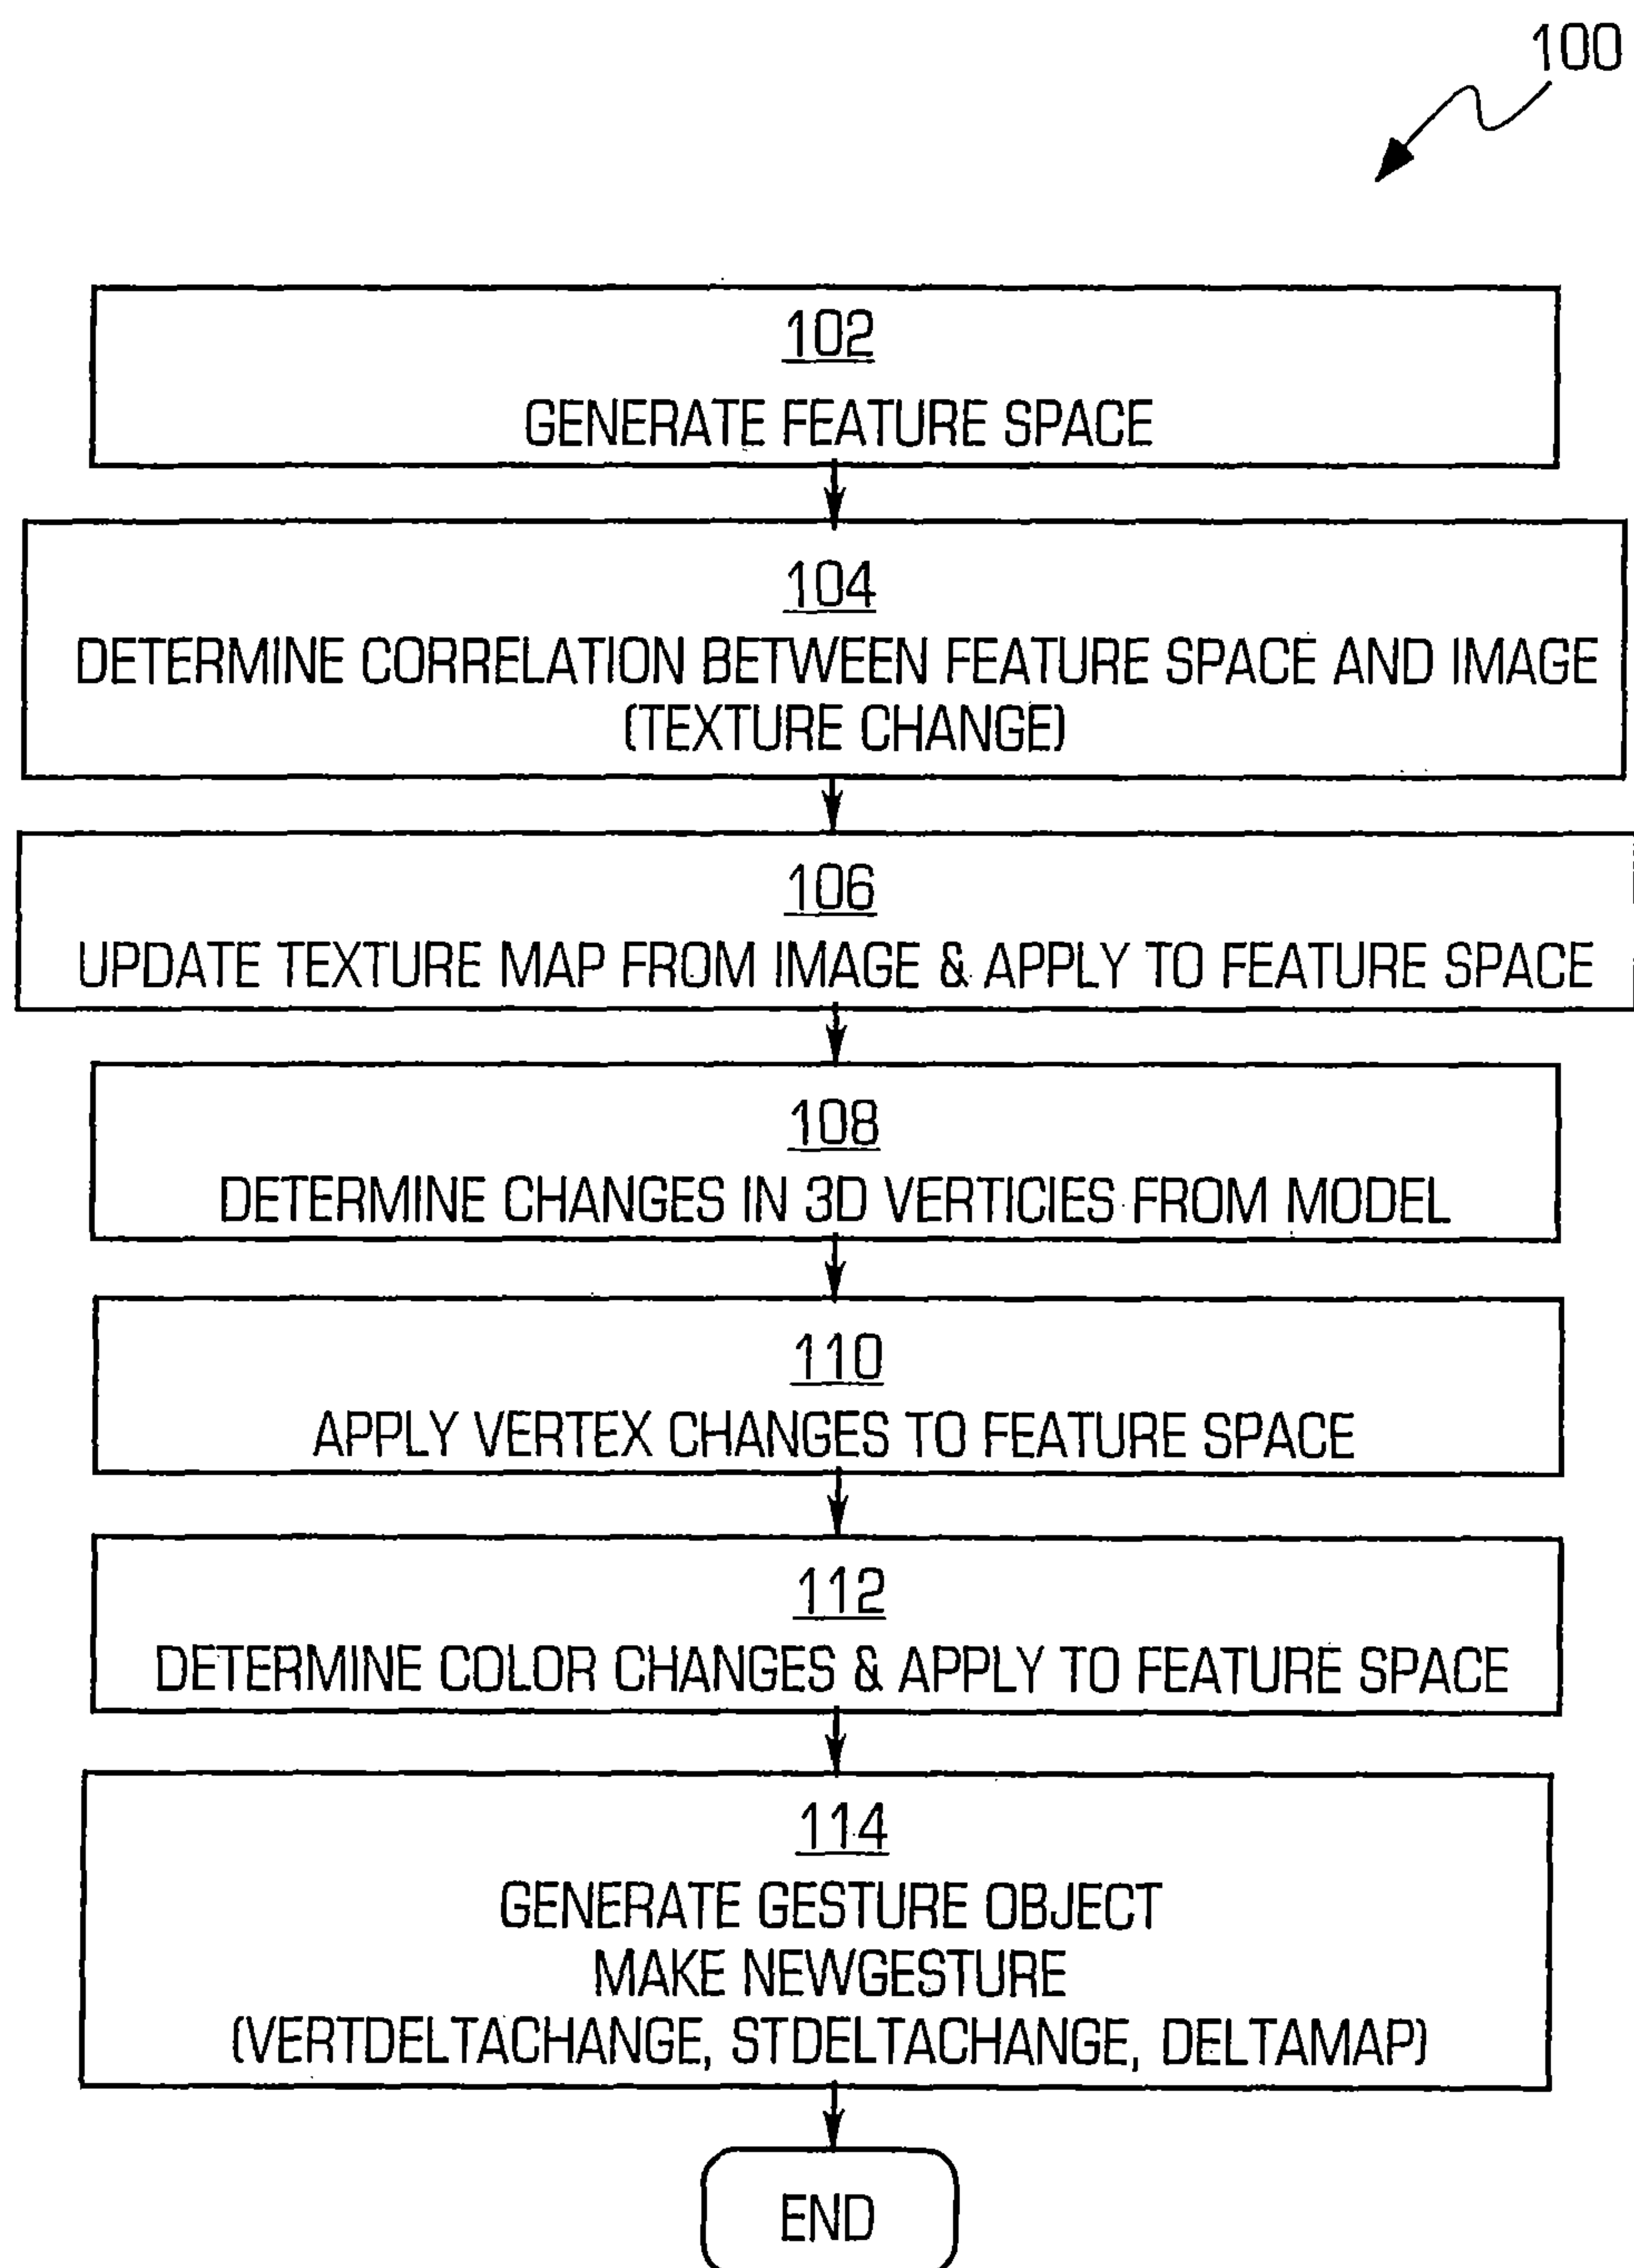 100
102
GENERATE FEATURE SPACE
104
DETERMINE CORRELATION BETWEEN FEATURE SPACE AND IMAGE
(TEXTURE CHANGE)
106
UPDATE TEXTURE MAP FROM IMAGE & APPLY TO FEATURE SPACE
108
DETERMINE CHANGES IN 3D VERTICIES FROM MODEL
110
APPLY VERTEX CHANGES TO FEATURE SPACE
112
DETERMINE COLOR CHANGES & APPLY TO FEATURE SPACE
114
GENERATE GESTURE OBJECT
MAKE NEWGESTURE
(VERTDELTACHANGE, STDELTACHANGE, DELTAMAP)
END